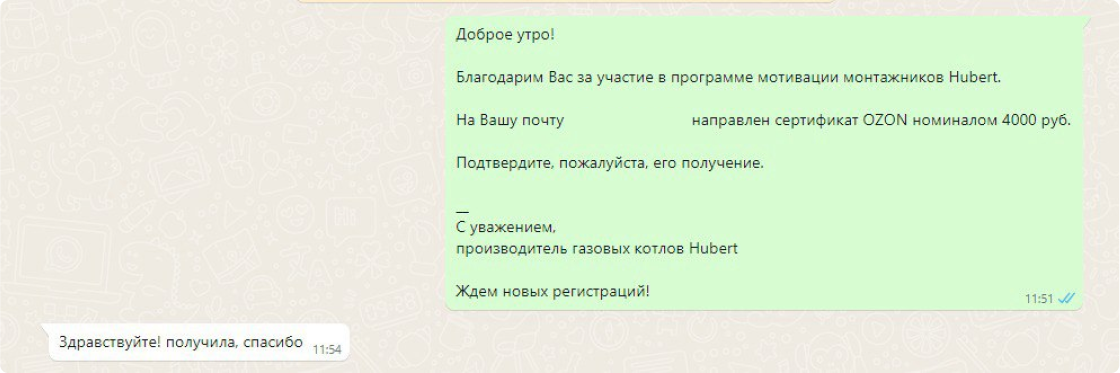 Доброе утро!
Благодарим Вас за участие в программе мотивации монтажников Hubert.
На Вашу почту направлен сертификат OZON номиналом 4000 руб.
Подтвердите, пожалуйста, его получение.
__
С уважением,
производитель газовых котлов Hubert
Ждем новых регистраций!
11:51
Здравствуйте! получила, спасибо
11:54